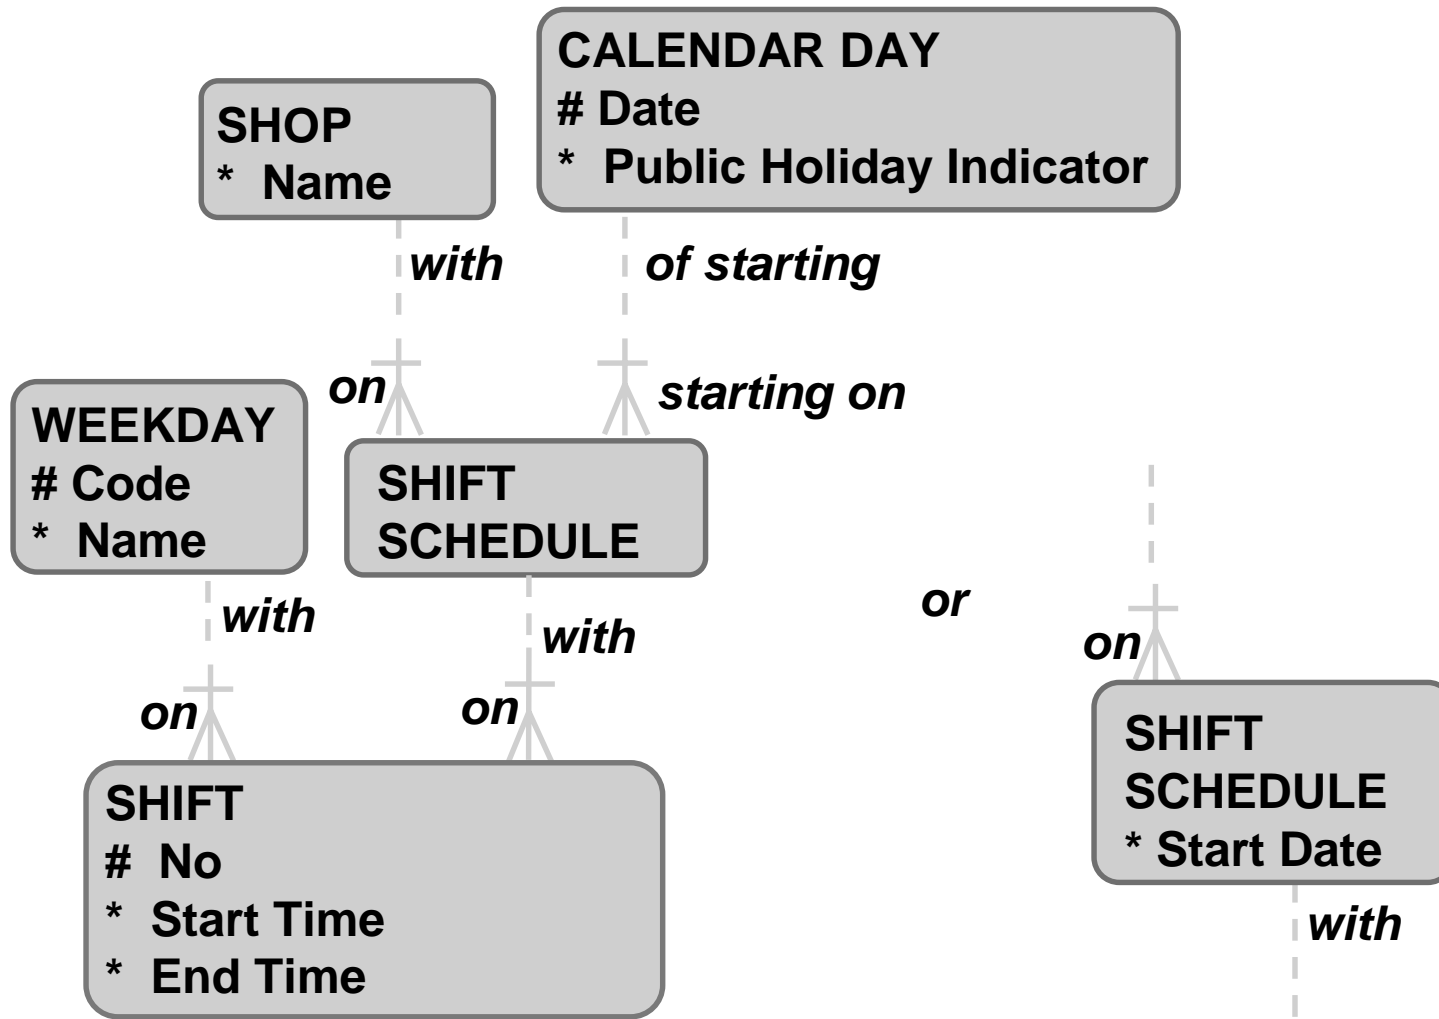 CALENDAR DAY
# Date
* Public Holiday Indicator
SHOP
* Name
with
of starting
on
starting on
WEEKDAY
# Code
* Name
SHIFT
SCHEDULE
with
with
or
on
on
on
SHIFT
# No
* Start Time
* End Time
SHIFT
SCHEDULE
* Start Date
with